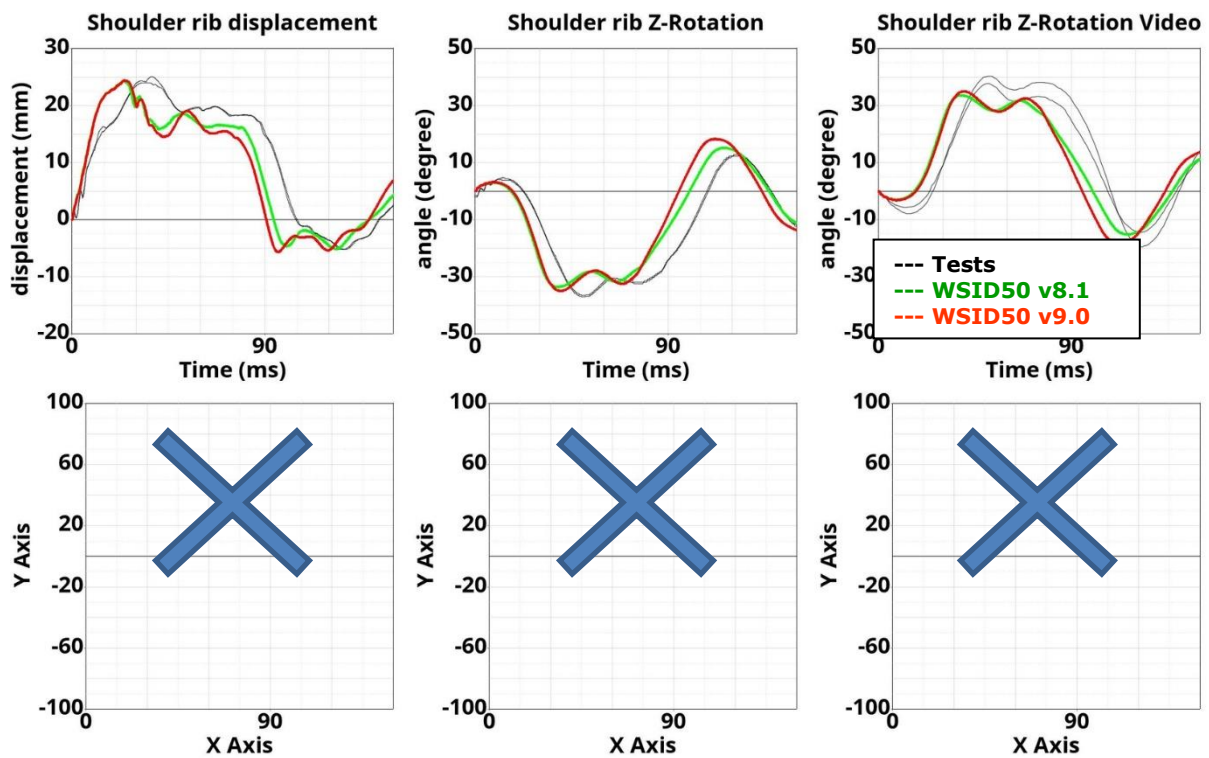 Shoulder rib displacement
displacement (mm)
30
20
10
0
-10
-20
0
90
Time (ms)
Shoulder rib Z-Rotation
angle (degree)
50
30
10
-10
-30
-50
0
90
Time (ms)
Shoulder rib Z-Rotation Video
angle (degree)
50
30
10
-10
-30
-50
0
90
Time (ms)
--- Tests
--- WSID50 v8.1
--- WSID50 v9.0
Y Axis
100
60
20
-20
-60
-100
0
90
X Axis
Y Axis
100
60
20
-20
-60
-100
0
90
X Axis
Y Axis
100
60
20
-20
-60
-100
0
90
X Axis